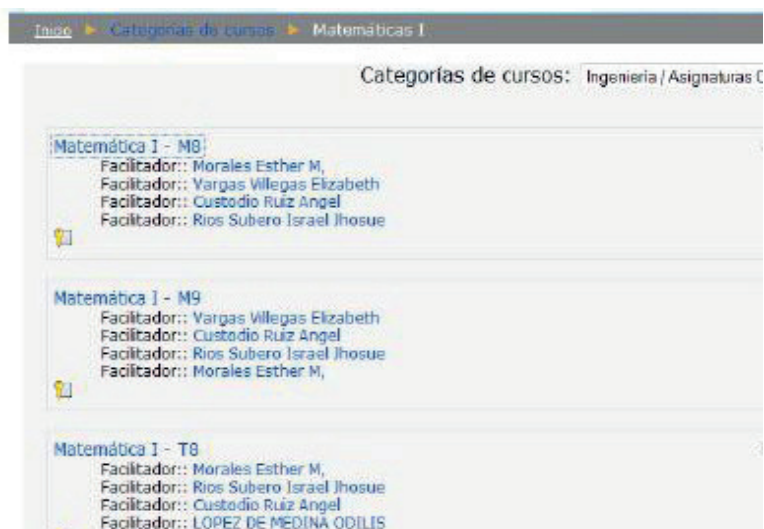 Inicio ► Categorías de cursos ► Matemáticas I
Categorías de cursos: Ingeniería / Asignaturas C
Matemática I - M8
Facilitador:: Morales Esther M,
Facilitador:: Vargas Villegas Elizabeth
Facilitador:: Custodio Ruiz Angel
Facilitador:: Rios Subero Israel Jhosue
Matemática I - M9
Facilitador:: Vargas Villegas Elizabeth
Facilitador:: Custodio Ruiz Angel
Facilitador:: Rios Subero Israel Jhosue
Facilitador:: Morales Esther M,
Matemática I - T8
Facilitador:: Morales Esther M,
Facilitador:: Rios Subero Israel Jhosue
Facilitador:: Custodio Ruiz Angel
Facilitador:: LOPEZ DE MEDINA ODILIS